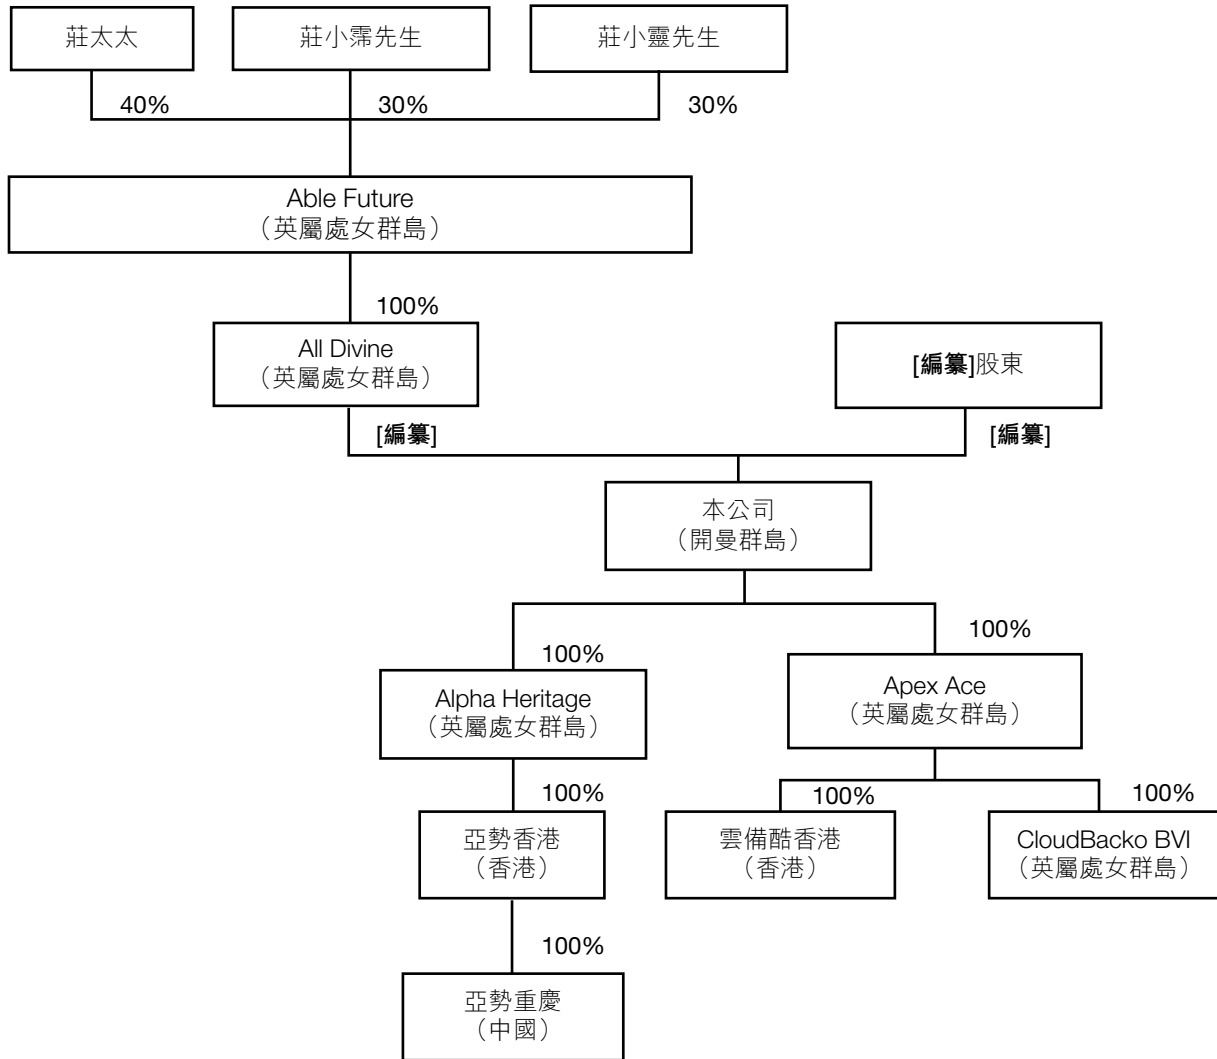 莊太太
莊小霈先生
莊小靈先生
40%
30%
30%
Able Future
（英屬處女群島）
100%
All Divine
（英屬處女群島）
[編纂]股東
[編纂]
[編纂]
本公司
（開曼群島）
100%
100%
Alpha Heritage
（英屬處女群島）
Apex Ace
（英屬處女群島）
100%
100%
100%
亞勢香港
（香港）
雲備酷香港
（香港）
CloudBacko BVI
（英屬處女群島）
100%
亞勢重慶
（中國）